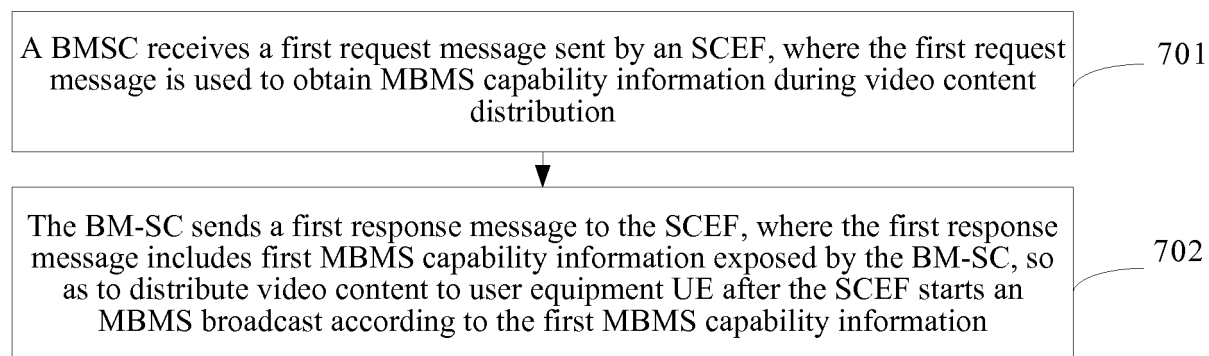 A BMSC receives a first request message sent by an SCEF, where the first request
message is used to obtain MBMS capability information during video content
distribution
701
The BM-SC sends a first response message to the SCEF, where the first response
message includes first MBMS capability information exposed by the BM-SC, so
as to distribute video content to user equipment UE after the SCEF starts an
MBMS broadcast according to the first MBMS capability information
702